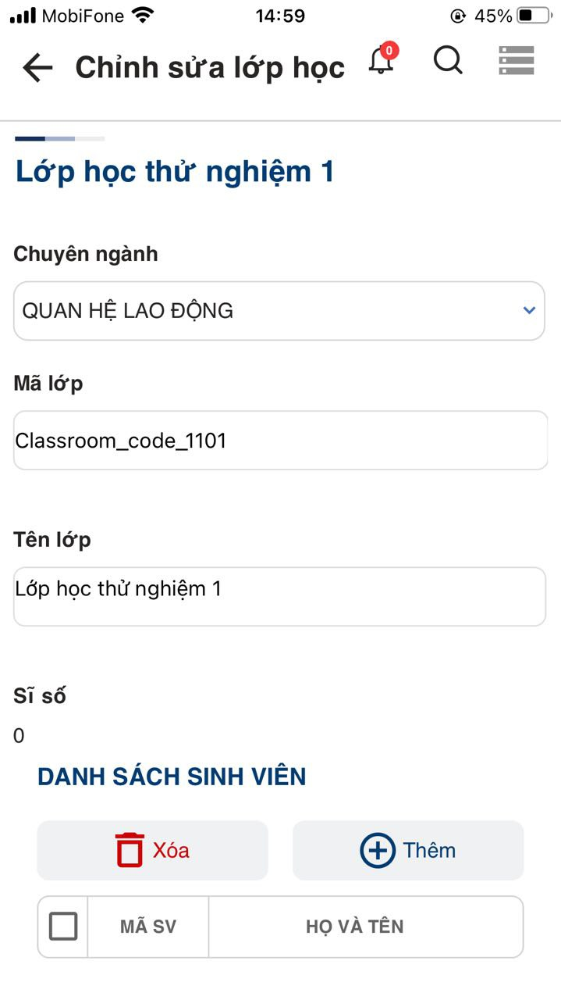 MobiFone 14:59 45%
Chỉnh sửa lớp học 0
Lớp học thử nghiệm 1
Chuyên ngành
QUAN HỆ LAO ĐỘNG
Mã lớp
Classroom_code_1101
Tên lớp
Lớp học thử nghiệm 1
Sĩ số
0
DANH SÁCH SINH VIÊN
Xóa Thêm
MÃ SV HỌ VÀ TÊN